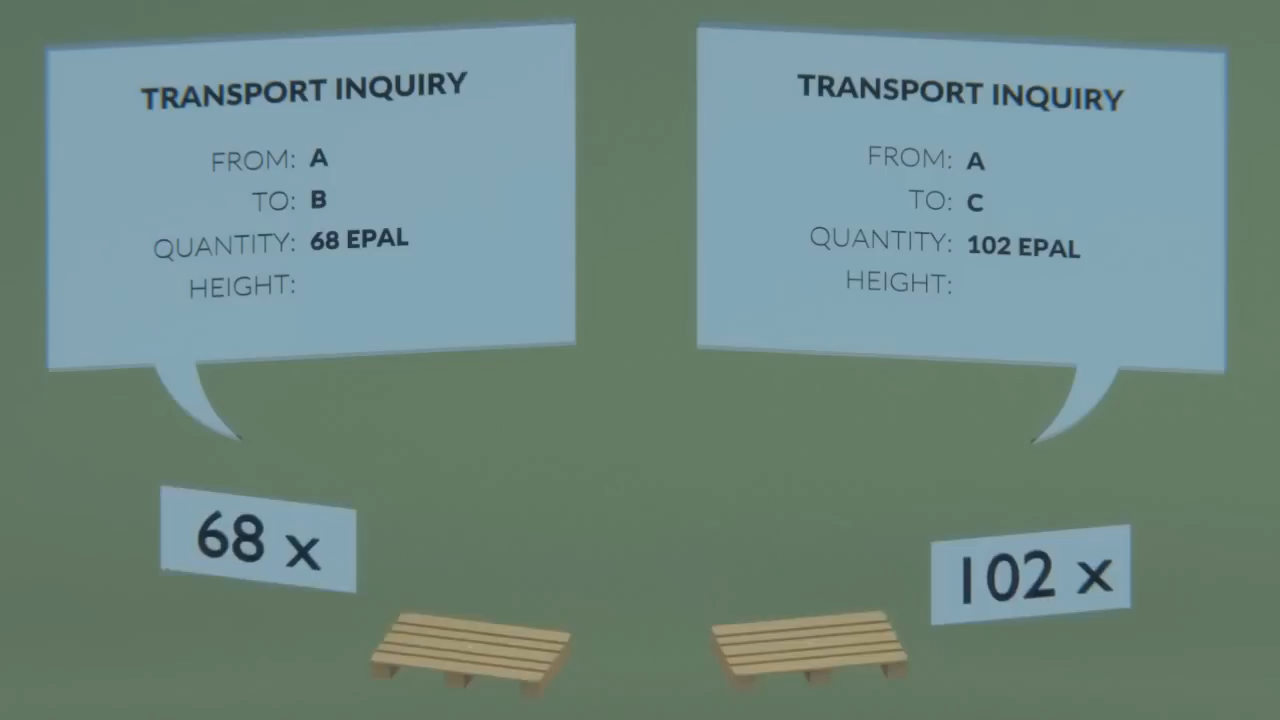 TRANSPORT INQUIRY
FROM: A
TO: B
QUANTITY: 68 EPAL
HEIGHT:
TRANSPORT INQUIRY
FROM: A
TO: C
QUANTITY: 102 EPAL
HEIGHT:
68 x
102 x